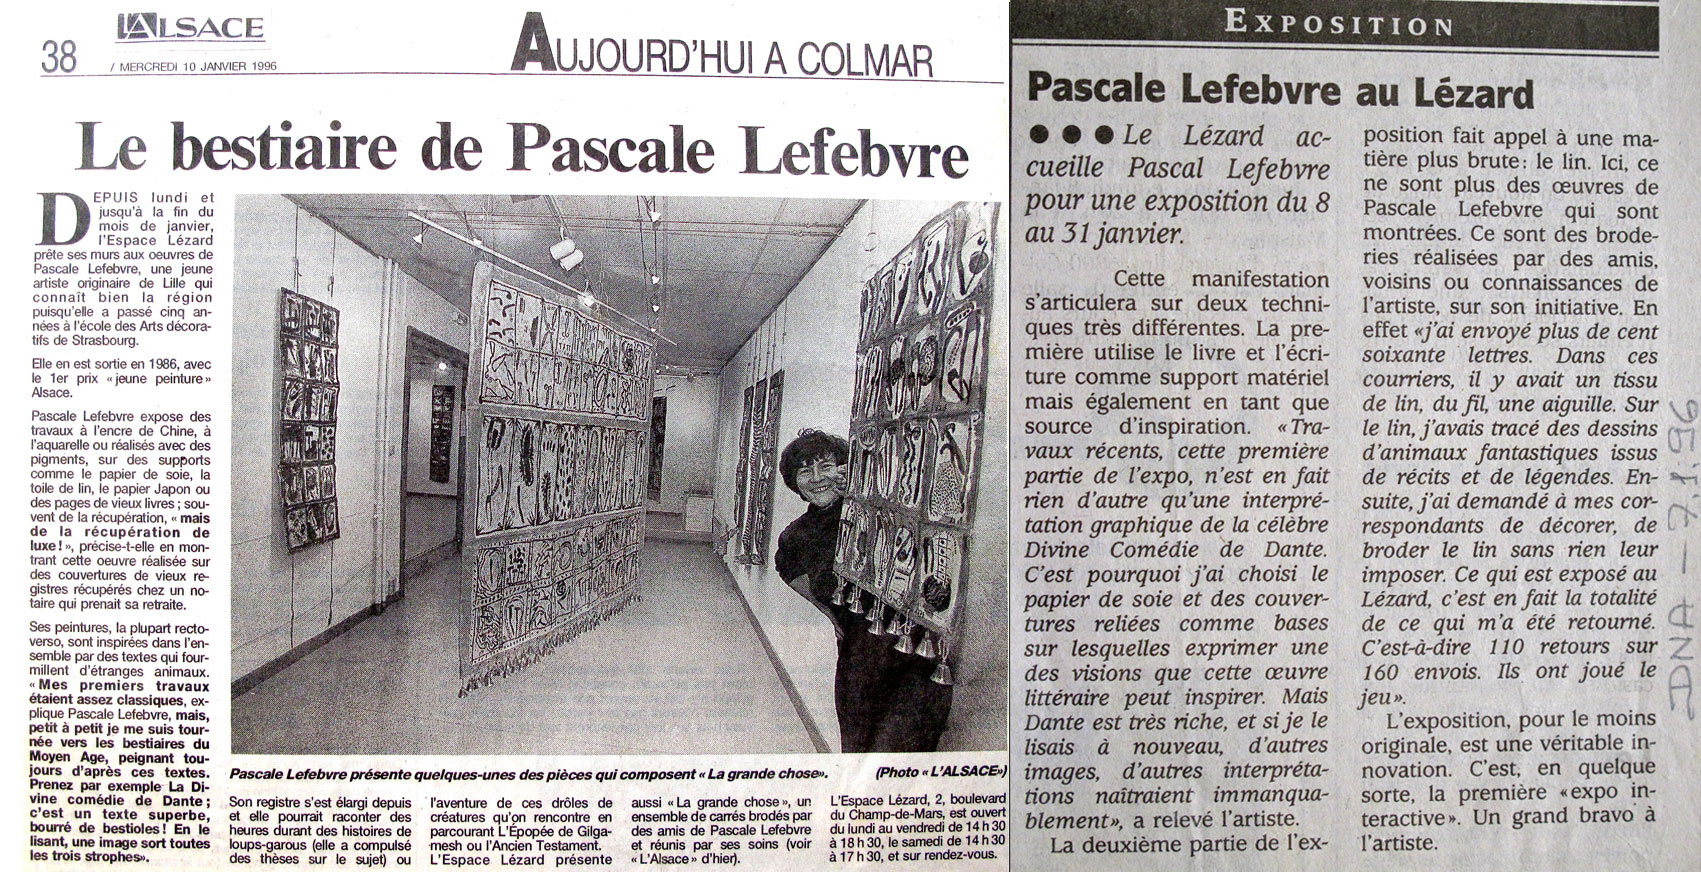 L'ALSACE
38
/ MERCREDI 10 JANVIER 1996
AUJOURD'HUI A COLMAR
Le bestiaire de Pascale Lefebvre
DEPUIS lundi et
jusqu'à la fin du
mois de janvier,
l'Espace Lézard
prête ses murs aux oeuvres de
Pascale Lefebvre, une jeune
artiste originaire de Lille qui
connaît bien la région
puisqu'elle a passé cinq an-
nées à l'école des Arts décora-
tifs de Strasbourg.
Elle en est sortie en 1986, avec
le 1er prix « jeune peinture »
Alsace.
Pascale Lefebvre expose des
travaux à l'encre de Chine, à
l'aquarelle ou réalisés avec des
pigments, sur des supports
comme le papier de soie, la
toile de lin, le papier Japon ou
des pages de vieux livres ; sou-
vent de la récupération, « mais
de la récupération de
luxe ! », précise-t-elle en mon-
trant cette oeuvre réalisée sur
des couvertures de vieux re-
gistres récupérés chez un no-
taire qui prenait sa retraite.
Ses peintures, la plupart recto-
verso, sont inspirées dans l'en-
semble par des textes qui four-
millent d'étranges animaux.
« Mes premiers travaux
étaient assez classiques, ex-
plique Pascale Lefebvre, mais,
petit à petit je me suis tour-
née vers les bestiaires du
Moyen Age, peignant tou-
jours d'après ces textes.
Prenez par exemple La Di-
vine comédie de Dante ;
c'est un texte superbe,
bourré de bestioles ! En le
lisant, une image sort toutes
les trois strophes ».
Pascale Lefebvre présente quelques-unes des pièces qui composent « La grande chose ».
(Photo « L'ALSACE »)
Son registre s'est élargi depuis
et elle pourrait raconter des
heures durant des histoires de
loups-garous (elle a compulsé
des thèses sur le sujet) ou
l'aventure de ces drôles de
créatures qu'on rencontre en
parcourant L'Épopée de Gilga-
mesh ou l'Ancien Testament.
L'Espace Lézard présente
aussi « La grande chose », un
ensemble de carrés brodés par
des amis de Pascale Lefebvre
et réunis par ses soins (voir
« L'Alsace » d'hier).
L'Espace Lézard, 2, boulevard
du Champ-de-Mars, est ouvert
du lundi au vendredi de 14 h 30
à 18 h 30, le samedi de 14 h 30
à 17 h 30, et sur rendez-vous.
EXPOSITION
Pascale Lefebvre au Lézard
●●● Le Lézard ac-
cueille Pascal Lefebvre
pour une exposition du 8
au 31 janvier.
Cette manifestation
s'articulera sur deux techni-
ques très différentes. La pre-
mière utilise le livre et l'écri-
ture comme support matériel
mais également en tant que
source d'inspiration. «Tra-
vaux récents, cette première
partie de l'expo, n'est en fait
rien d'autre qu'une interpré-
tation graphique de la célèbre
Divine Comédie de Dante.
C'est pourquoi j'ai choisi le
papier de soie et des couver-
tures reliées comme bases
sur lesquelles exprimer une
des visions que cette œuvre
littéraire peut inspirer. Mais
Dante est très riche, et si je le
lisais à nouveau, d'autres
images, d'autres interpréta-
tions naîtraient immanqua-
blement», a relevé l'artiste.
La deuxième partie de l'ex-
position fait appel à une ma-
tière plus brute: le lin. Ici, ce
ne sont plus des œuvres de
Pascale Lefebvre qui sont
montrées. Ce sont des brode-
ries réalisées par des amis,
voisins ou connaissances de
l'artiste, sur son initiative. En
effet «j'ai envoyé plus de cent
soixante lettres. Dans ces
courriers, il y avait un tissu
de lin, du fil, une aiguille. Sur
le lin, j'avais tracé des dessins
d'animaux fantastiques issus
de récits et de légendes. En-
suite, j'ai demandé à mes cor-
respondants de décorer, de
broder le lin sans rien leur
imposer. Ce qui est exposé au
Lézard, c'est en fait la totalité
de ce qui m'a été retourné.
C'est-à-dire 110 retours sur
160 envois. Ils ont joué le
jeu».
L'exposition, pour le moins
originale, est une véritable in-
novation. C'est, en quelque
sorte, la première «expo in-
teractive». Un grand bravo à
l'artiste.
DNA — 7.1.96